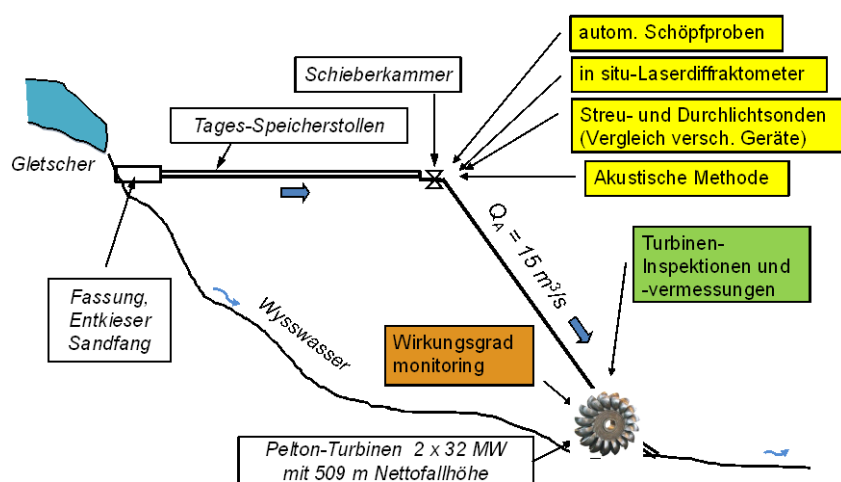 autom. Schöpfproben
Schieberkammer
in situ-Laserdiffraktometer
Tages-Speicherstollen
Streu- und Durchlichtsonden
(Vergleich versch. Geräte)
Gletscher
Akustische Methode
Q_A = 15 m³/s
Turbinen-
Inspektionen und
-vermessungen
Fassung,
Entkieser
Sandfang
Wysswasser
Wirkungsgrad
monitoring
Pelton-Turbinen 2 x 32 MW
mit 509 m Nettofallhöhe